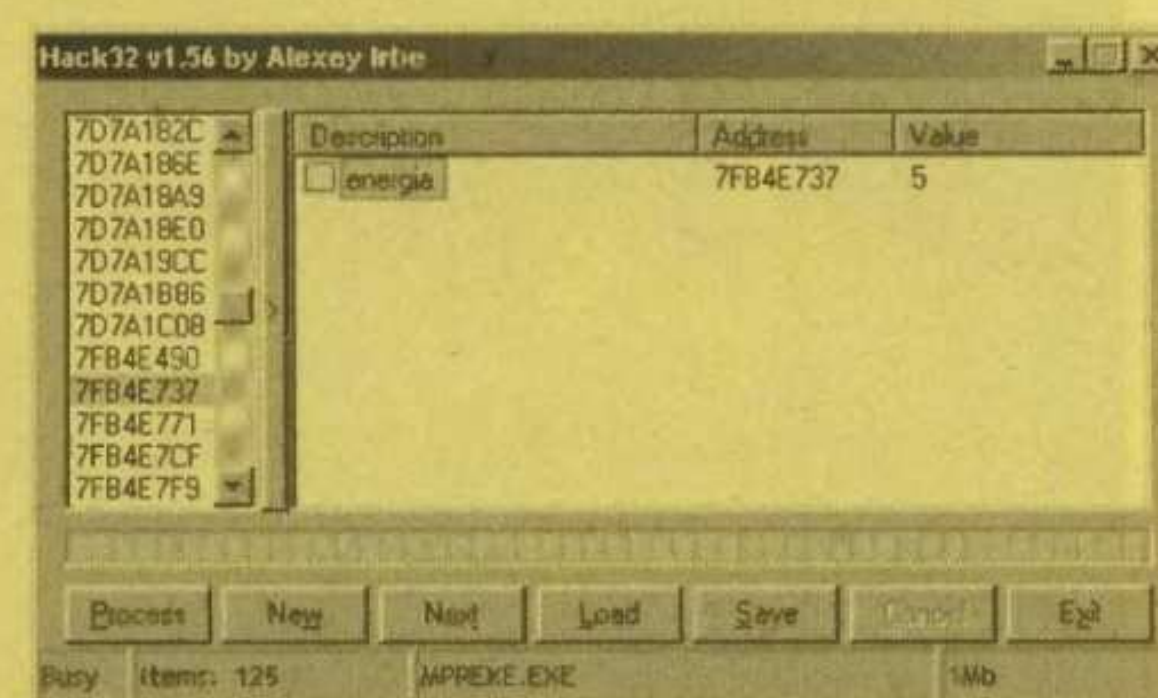 Hack32 v1.56 by Alexey Irbe
7D7A182C
7D7A186E
7D7A18A9
7D7A18E0
7D7A19CC
7D7A1B86
7D7A1C08
7FB4E490
7FB4E737
7FB4E771
7FB4E7CF
7FB4E7F9
Description Address Value
energia 7FB4E737 5
Process New Next Load Save Cancel Exit
Busy Items: 125 MPREXE.EXE 1Mb